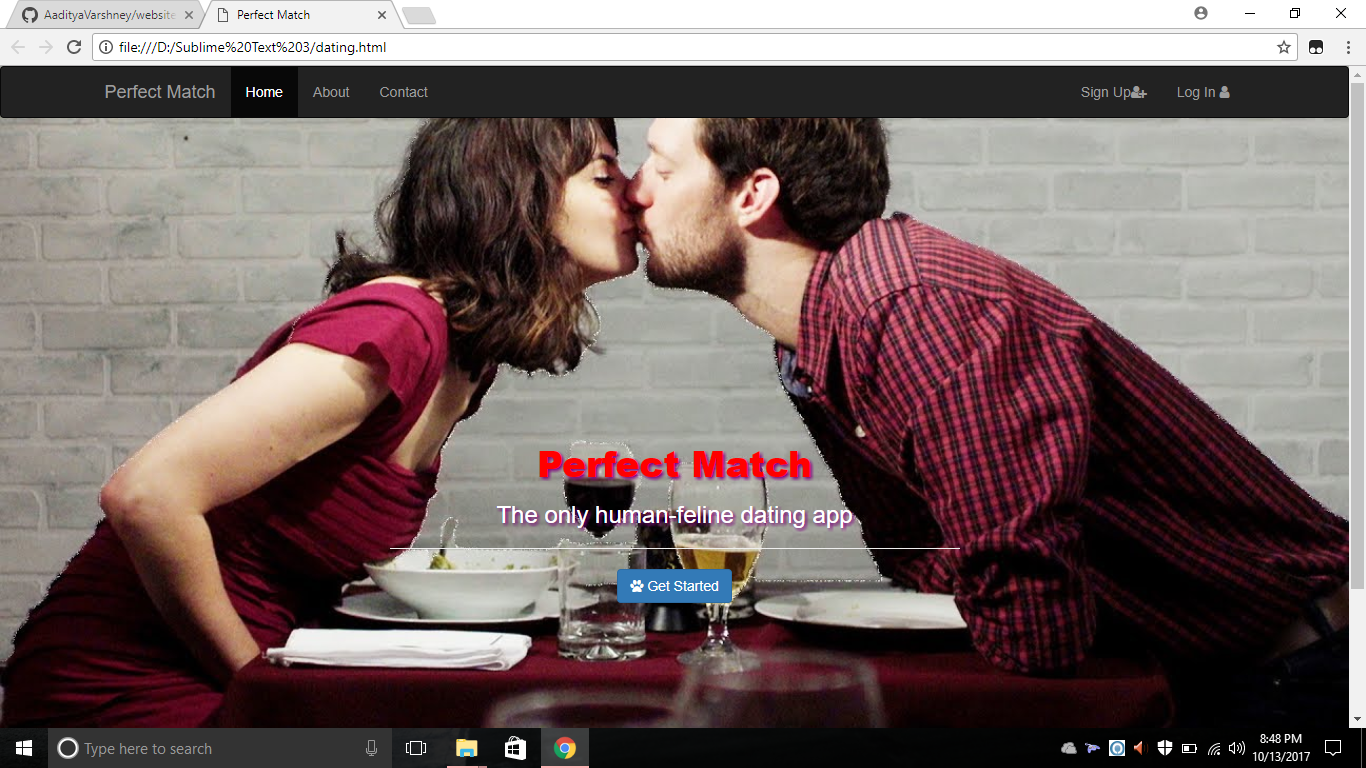 AadityaVarshney/website
Perfect Match
file:///D:/Sublime%20Text%203/dating.html
Perfect Match Home About Contact Sign Up Log In
Perfect Match
The only human-feline dating app
Get Started
Type here to search
8:48 PM
10/13/2017